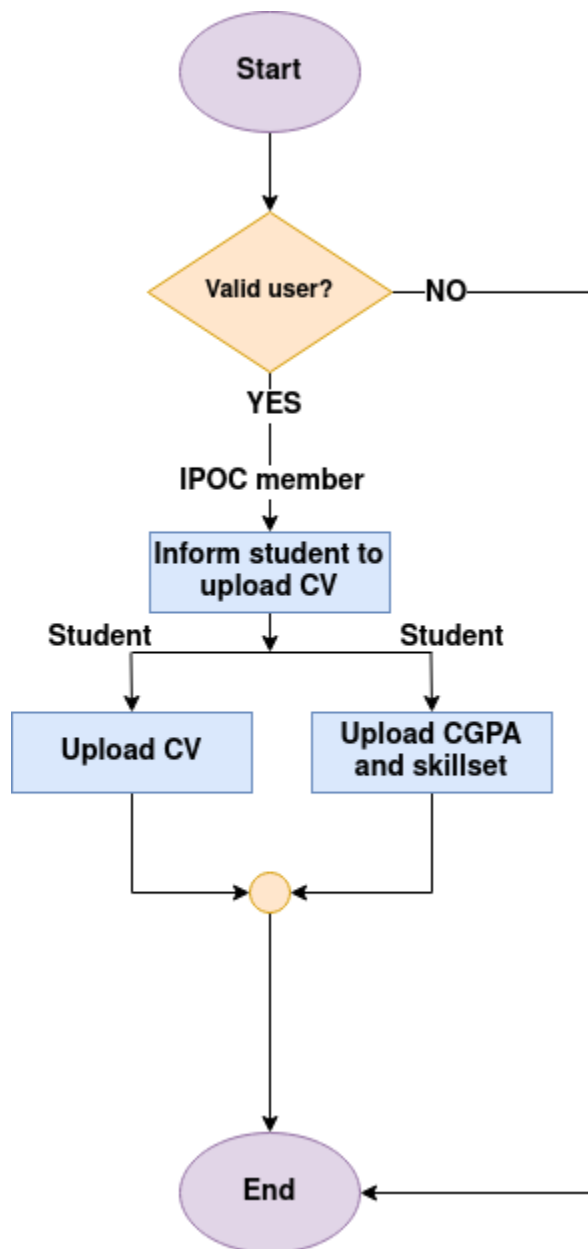 Start
Valid user?
NO
YES
IPOC member
Inform student to
upload CV
Student
Student
Upload CV
Upload CGPA
and skillset
End